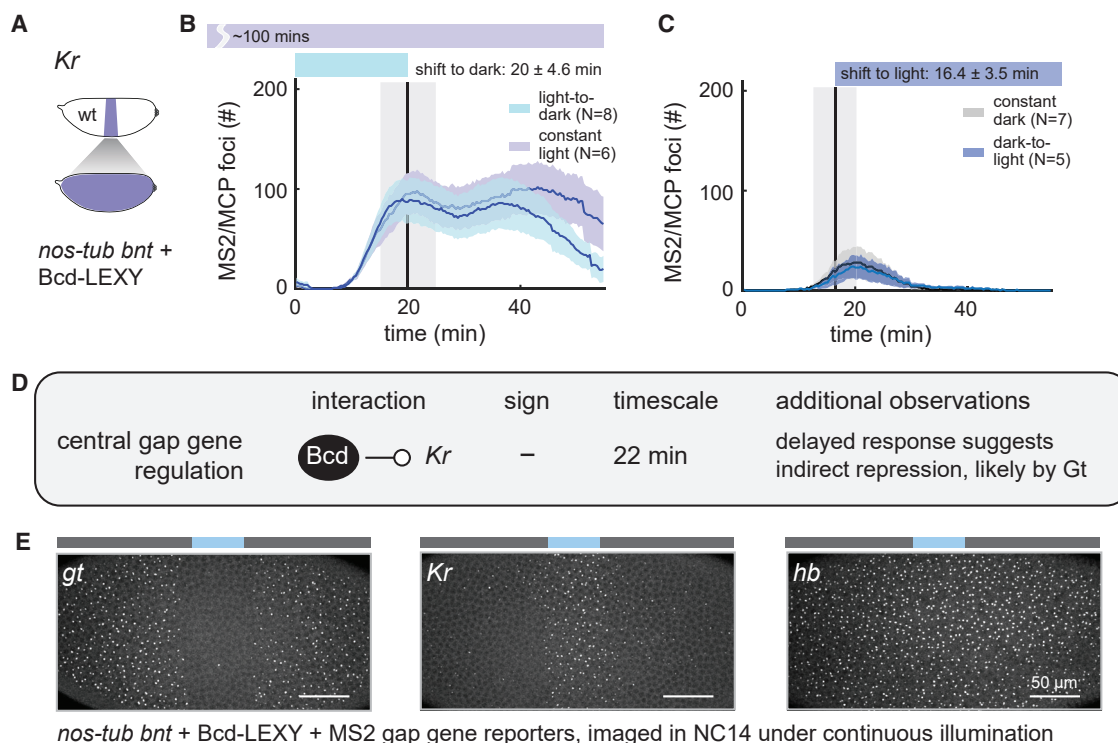 A
Kr
wt
nos-tub bnt +
Bcd-LEXY
B
~100 mins
shift to dark: 20 ± 4.6 min
200
100
0
MS2/MCP foci (#)
light-to-
dark (N=8)
constant
light (N=6)
0
20
40
time (min)
C
shift to light: 16.4 ± 3.5 min
200
100
0
MS2/MCP foci (#)
constant
dark (N=7)
dark-to-
light (N=5)
0
20
40
time (min)
D
interaction
sign
timescale
additional observations
central gap gene
regulation
Bcd
Kr
–
22 min
delayed response suggests
indirect repression, likely by Gt
E
gt
Kr
hb
50 μm
nos-tub bnt + Bcd-LEXY + MS2 gap gene reporters, imaged in NC14 under continuous illumination